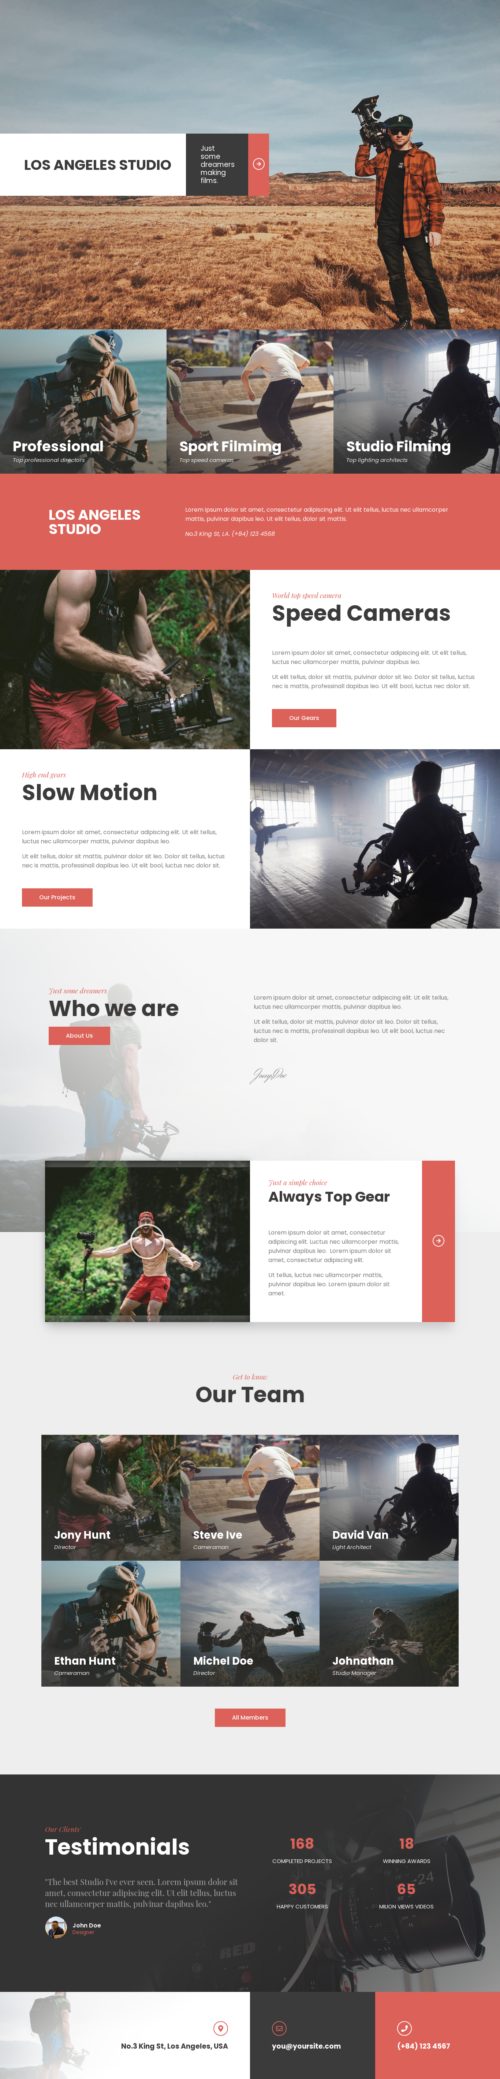 LOS ANGELES STUDIO
Just
some
dreamers
making
films.
Professional
Top professional directors
Sport Filmimg
Top speed cameras
Studio Filming
Top lighting architects
LOS ANGELES
STUDIO
Lorem ipsum dolor sit amet, consectetur adipiscing elit. Ut elit tellus, luctus nec ullamcorper
mattis, pulvinar dapibus leo. Ut elit tellus, dolor sit mattis.
No.3 King St, LA. (+84) 123 4568
World top speed camera
Speed Cameras
Lorem ipsum dolor sit amet, consectetur adipiscing elit. Ut elit tellus,
luctus nec ullamcorper mattis, pulvinar dapibus leo.
Ut elit tellus, dolor sit mattis, pulvinar dolor sit leo. Dolor sit tellus, luctus
nec is mattis, professinall dapibus leo. Ut elit bool, luctus nec dolor sit.
Our Gears
High end gears
Slow Motion
Lorem ipsum dolor sit amet, consectetur adipiscing elit. Ut elit tellus,
luctus nec ullamcorper mattis, pulvinar dapibus leo.
Ut elit tellus, dolor sit mattis, pulvinar dolor sit leo. Dolor sit tellus, luctus
nec is mattis, professinall dapibus leo. Ut elit bool, luctus nec dolor sit.
Our Projects
Just some dreamers
Who we are
About Us
Lorem ipsum dolor sit amet, consectetur adipiscing elit. Ut elit tellus,
luctus nec ullamcorper mattis, pulvinar dapibus leo.
Ut elit tellus, dolor sit mattis, pulvinar dolor sit leo. Dolor sit tellus,
luctus nec is mattis, professinall dapibus leo. Ut elit bool, luctus nec
dolor sit.
Just a simple choice
Always Top Gear
Lorem ipsum dolor sit amet, consectetur
adipiscing elit. Luctus nec ullamcorper mattis,
pulvinar dapibus leo. Lorem ipsum dolor sit
amet, consectetur adipiscing elit.
Ut tellus, luctus nec ullamcorper mattis,
pulvinar dapibus leo. Lorem ipsum dolor sit
amet.
Get to know
Our Team
Jony Hunt
Director
Steve Ive
Cameraman
David Van
Light Architect
Ethan Hunt
Cameraman
Michel Doe
Director
Johnathan
Studio Manager
All Members
Our Clients'
Testimonials
"The best Studio I've ever seen. Lorem ipsum dolor sit
amet, consectetur adipiscing elit. Ut elit tellus, luctus
nec ullamcorper mattis, pulvinar dapibus leo."
John Doe
Designer
168
COMPLETED PROJECTS
18
WINNING AWARDS
305
HAPPY CUSTOMERS
65
MILION VIEWS VIDEOS
RED
24
No.3 King St, Los Angeles, USA
you@yoursite.com
(+84) 123 4567